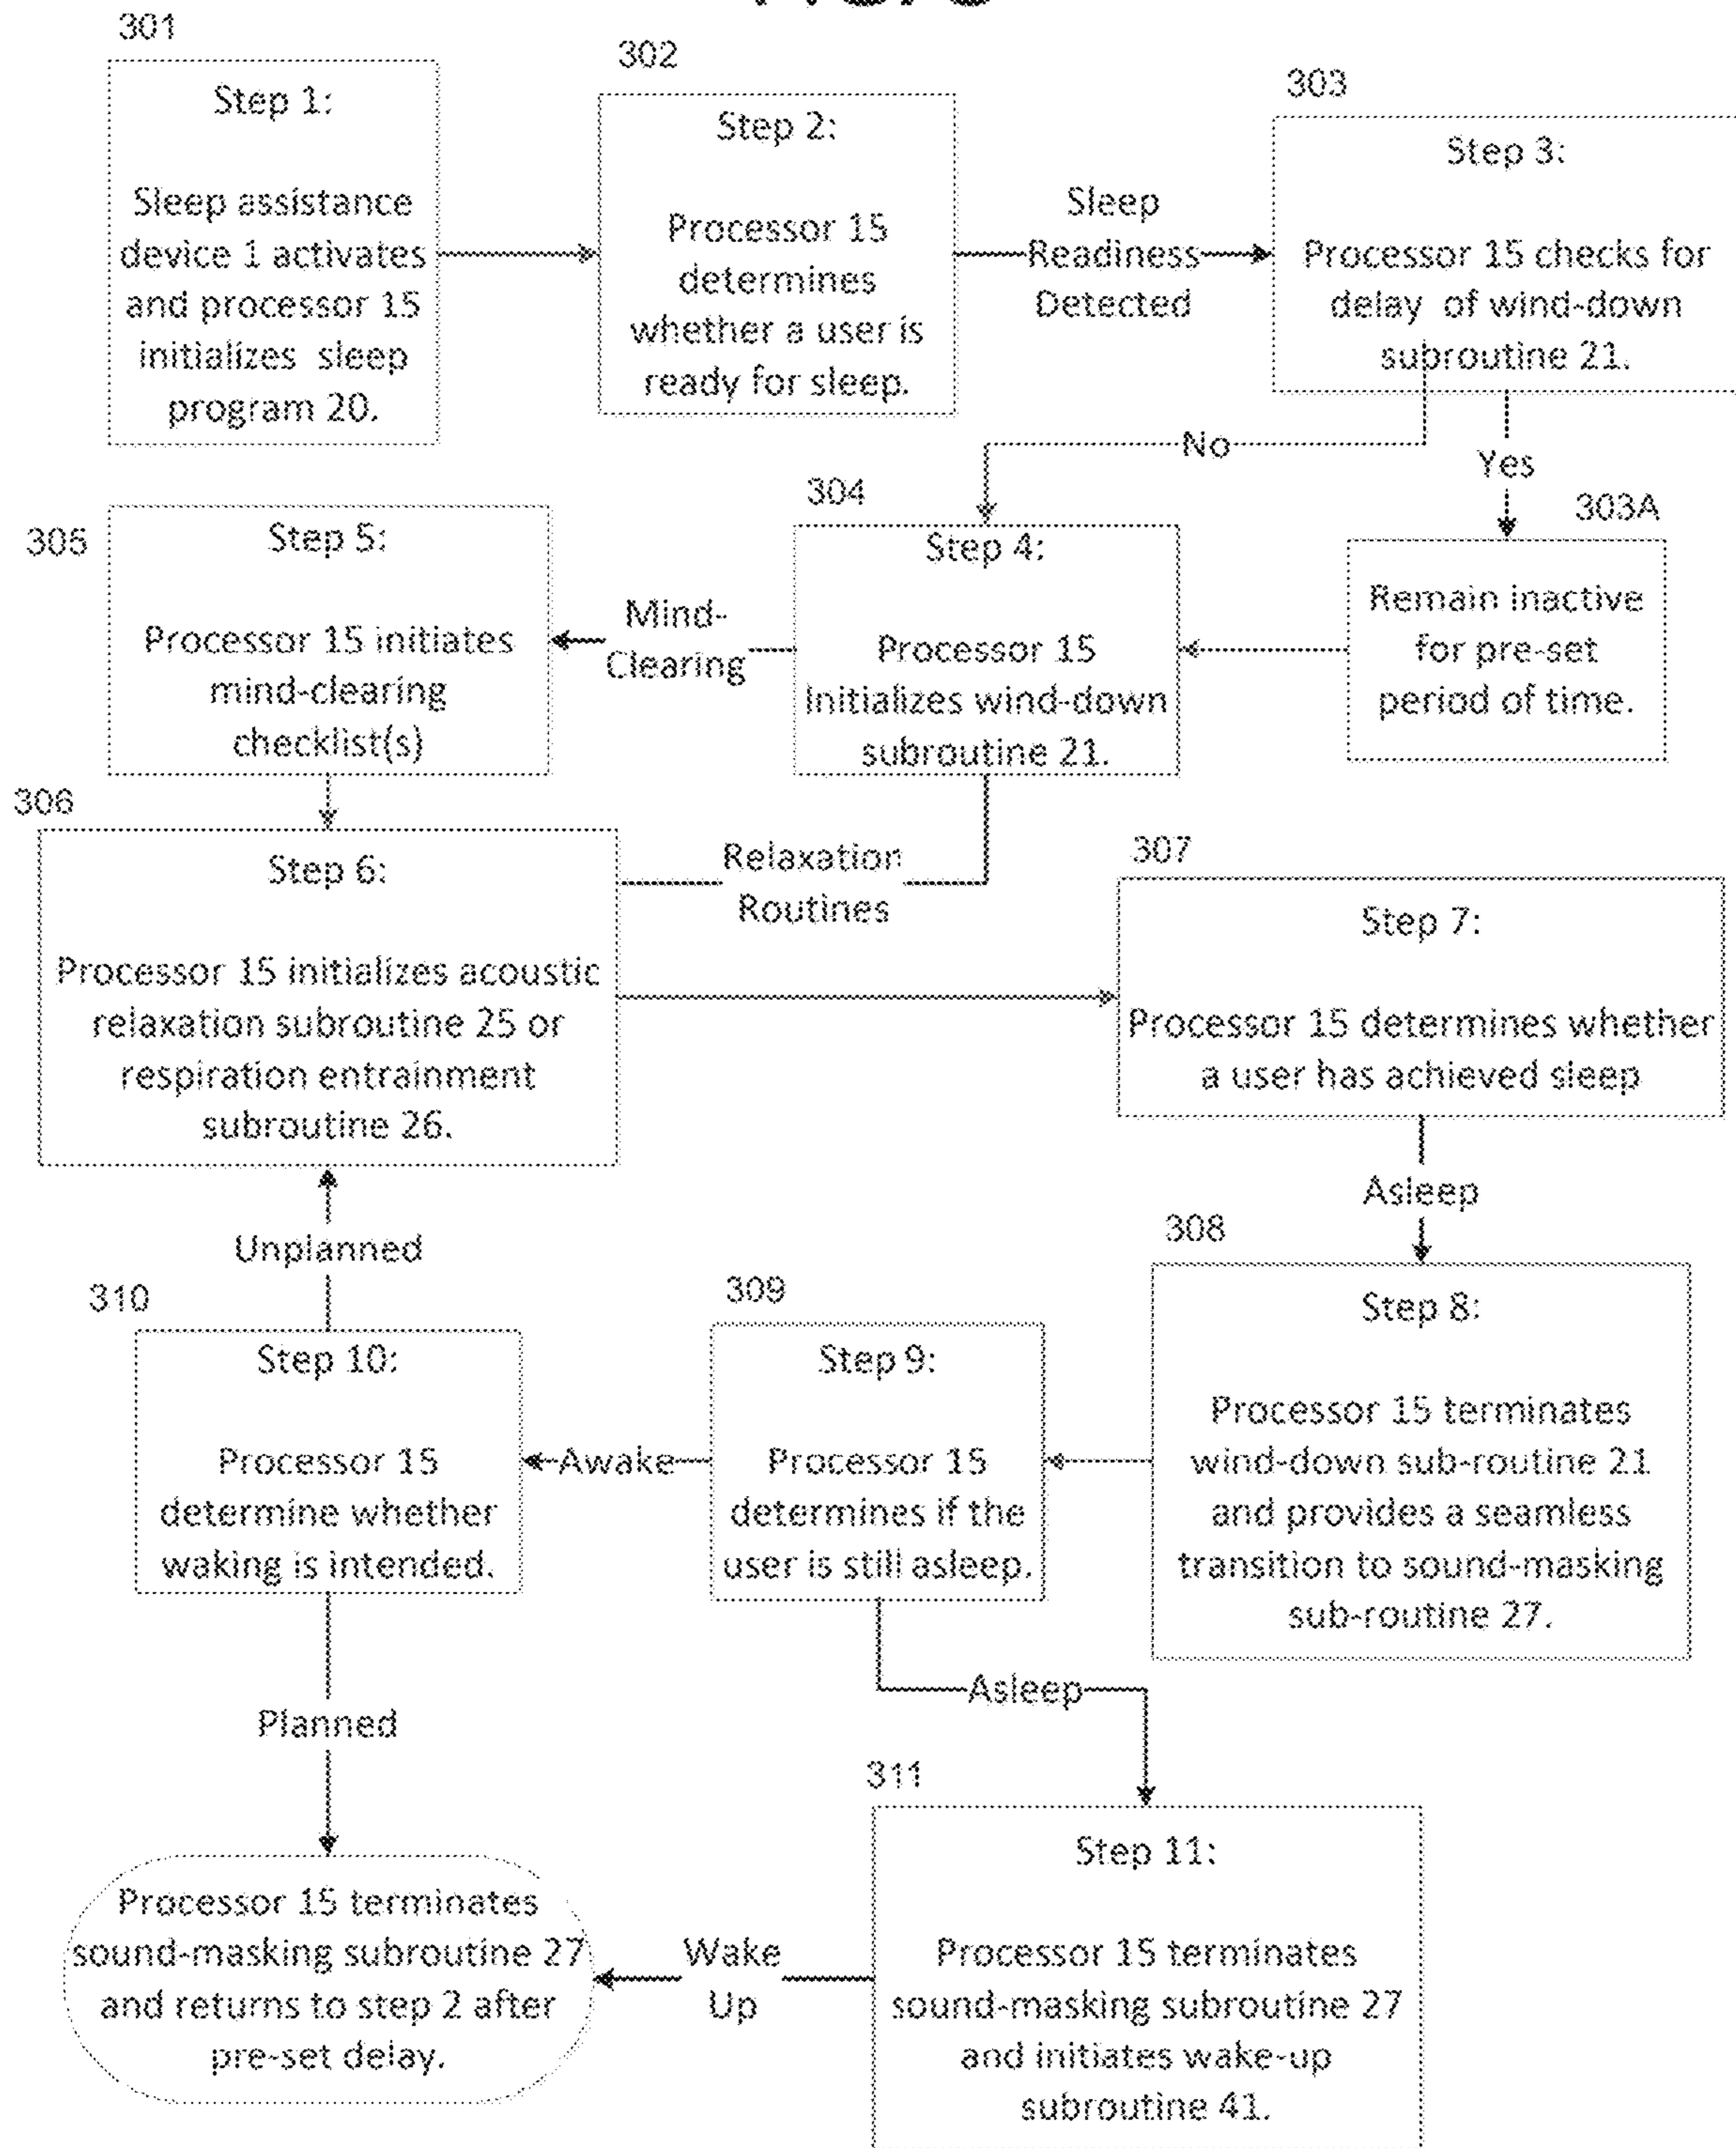 301
Step 1:
Sleep assistance
device 1 activates
and processor 15
initializes sleep
program 20.
302
Step 2:
Processor 15
determines
whether a user is
ready for sleep.
Sleep
Readiness
Detected
303
Step 3:
Processor 15 checks for
delay of wind-down
subroutine 21.
No
Yes
303A
Remain inactive
for pre-set
period of time.
304
Step 4:
Processor 15
Initializes wind-down
subroutine 21.
Mind-
Clearing
305
Step 5:
Processor 15 initiates
mind-clearing
checklist(s)
306
Step 6:
Processor 15 initializes acoustic
relaxation subroutine 25 or
respiration entrainment
subroutine 26.
Relaxation
Routines
307
Step 7:
Processor 15 determines whether
a user has achieved sleep
Asleep
308
Step 8:
Processor 15 terminates
wind-down sub-routine 21
and provides a seamless
transition to sound-masking
sub-routine 27.
309
Step 9:
Processor 15
determines if the
user is still asleep.
Awake
Unplanned
310
Step 10:
Processor 15
determine whether
waking is intended.
Planned
Asleep
311
Step 11:
Processor 15 terminates
sound-masking subroutine 27
and initiates wake-up
subroutine 41.
Wake
Up
Processor 15 terminates
sound-masking subroutine 27
and returns to step 2 after
pre-set delay.